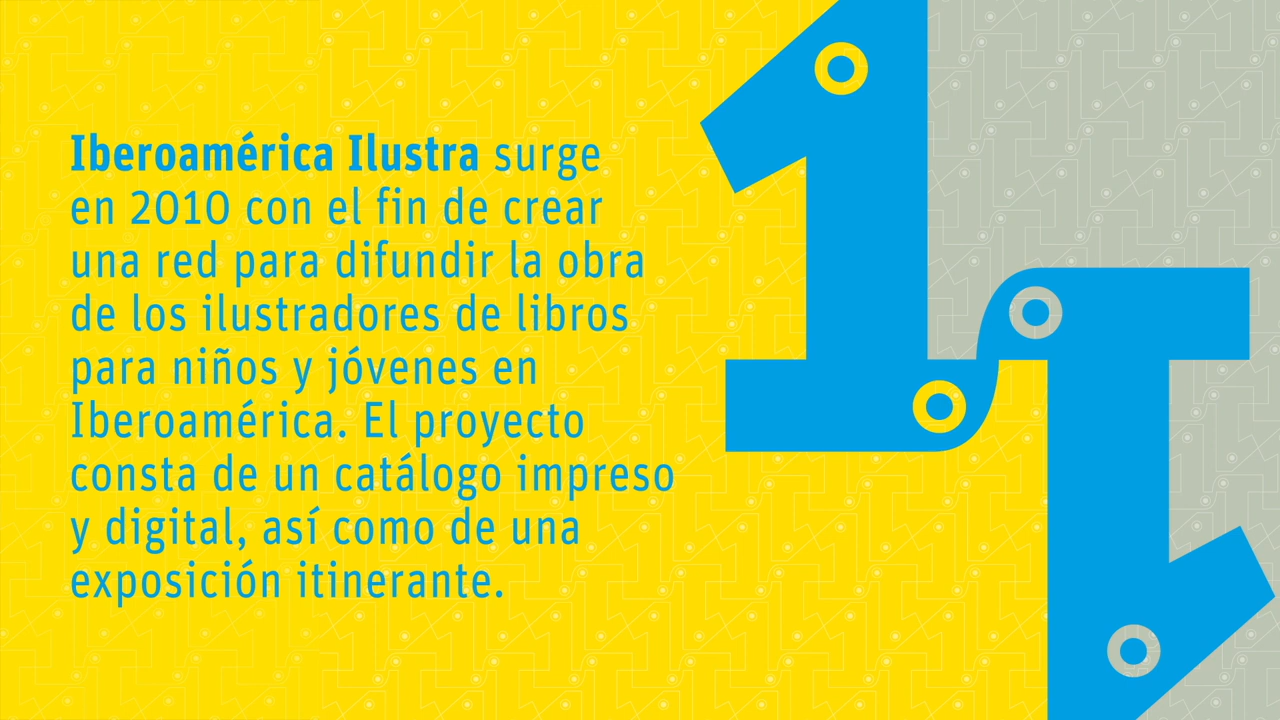 Iberoamérica Ilustra surge
en 2010 con el fin de crear
una red para difundir la obra
de los ilustradores de libros
para niños y jóvenes en
Iberoamérica. El proyecto
consta de un catálogo impreso
y digital, así como de una
exposición itinerante.
11